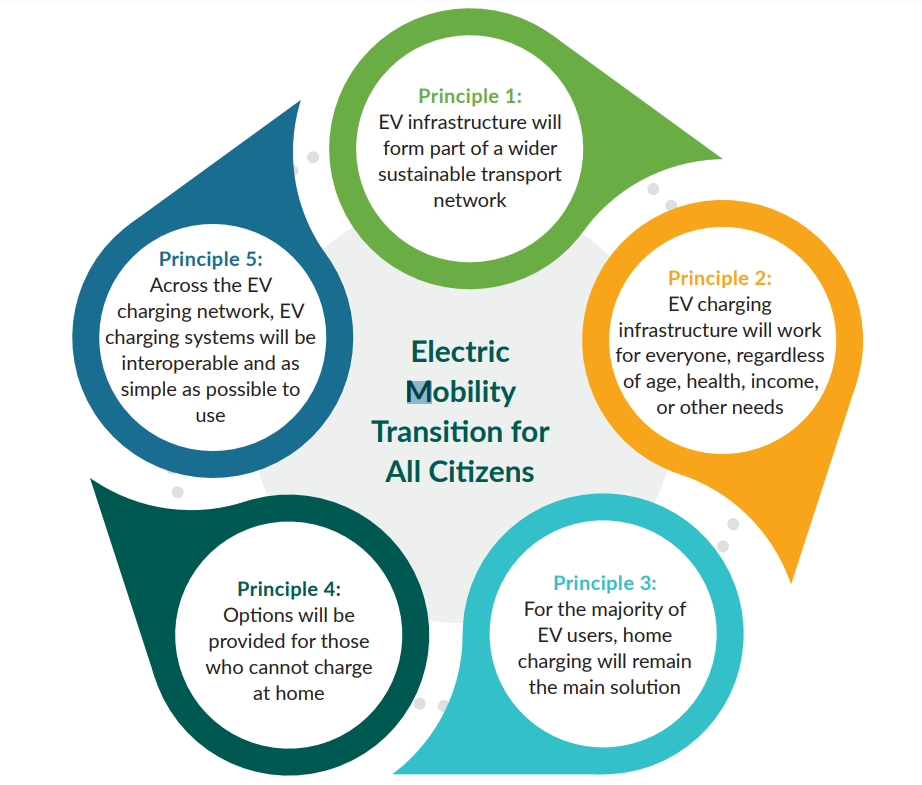 Principle 1:
EV infrastructure will
form part of a wider
sustainable transport
network
Principle 2:
EV charging
infrastructure will work
for everyone, regardless
of age, health, income,
or other needs
Principle 3:
For the majority of
EV users, home
charging will remain
the main solution
Principle 4:
Options will be
provided for those
who cannot charge
at home
Principle 5:
Across the EV
charging network, EV
charging systems will be
interoperable and as
simple as possible to
use
Electric
Mobility
Transition for
All Citizens